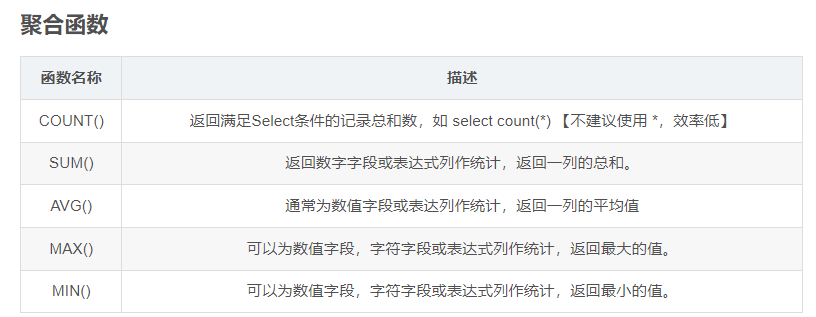 聚合函数
函数名称 描述
COUNT() 返回满足Select条件的记录总和数，如 select count(*) 【不建议使用 *，效率低】
SUM() 返回数字字段或表达式列作统计，返回一列的总和。
AVG() 通常为数值字段或表达列作统计，返回一列的平均值
MAX() 可以为数值字段，字符字段或表达式列作统计，返回最大的值。
MIN() 可以为数值字段，字符字段或表达式列作统计，返回最小的值。